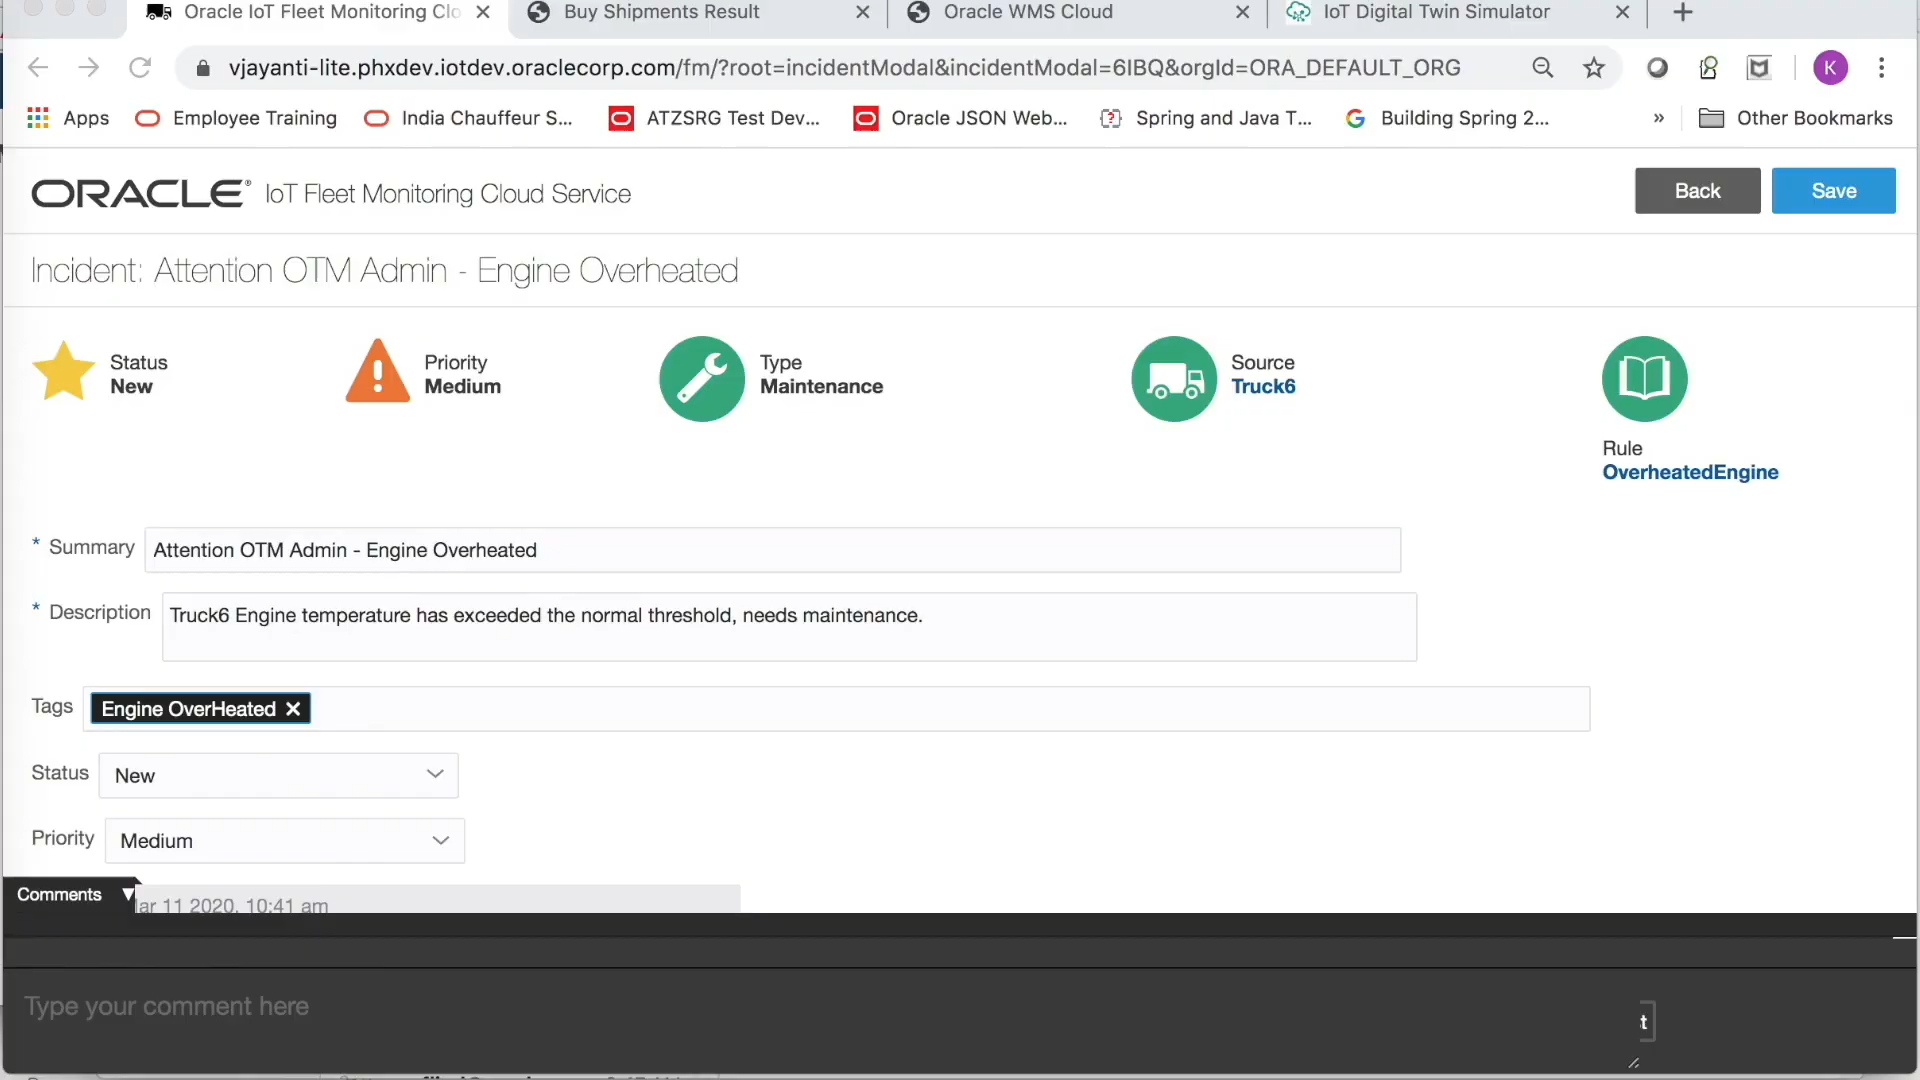 Oracle IoT Fleet Monitoring Clo
Buy Shipments Result
Oracle WMS Cloud
IoT Digital Twin Simulator
vjayanti-lite.phxdev.iotdev.oraclecorp.com/fm/?root=incidentModal&incidentModal=6IBQ&orgId=ORA_DEFAULT_ORG
K
Apps
Employee Training
India Chauffeur S...
ATZSRG Test Dev...
Oracle JSON Web...
Spring and Java T...
Building Spring 2...
»
Other Bookmarks
ORACLE® IoT Fleet Monitoring Cloud Service
Back
Save
Incident: Attention OTM Admin - Engine Overheated
Status
New
Priority
Medium
Type
Maintenance
Source
Truck6
Rule
OverheatedEngine
* Summary Attention OTM Admin - Engine Overheated
* Description Truck6 Engine temperature has exceeded the normal threshold, needs maintenance.
Tags Engine OverHeated
Status New
Priority Medium
Comments
ar 11 2020, 10:41 am
Type your comment here
t